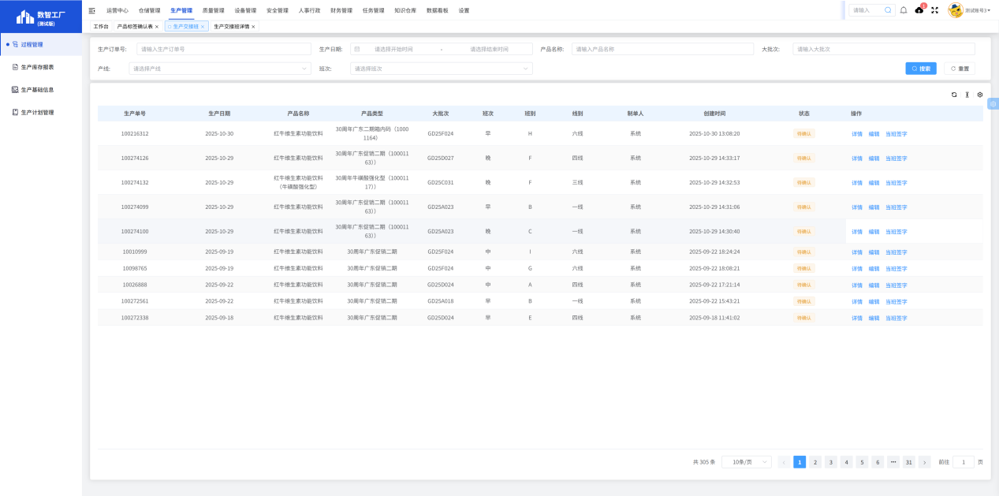 数智工厂
(测试版)
运营中心 仓储管理 生产管理 质量管理 设备管理 安全管理 人事行政 财务管理 任务管理 知识仓库 数据看板 设置
请输入 1 测试账号3
工作台 产品标签确认表 × 生产交接班 × 生产交接班详情 ×
过程管理
生产库存报表
生产基础信息
生产计划管理
生产订单号: 请输入生产订单号 生产日期: 请选择开始时间 - 请选择结束时间 产品名称: 请输入产品名称 大批次: 请输入大批次
产线: 请选择产线 班次: 请选择班次 搜索 重置
生产单号 生产日期 产品名称 产品类型 大批次 班次 班别 线别 制单人 创建时间 状态 操作
100216312 2025-10-30 红牛维生素功能饮料 30周年广东二期箱内码（1000
1164) GD25F024 早 H 六线 系统 2025-10-30 13:08:20 待确认 详情 编辑 当班签字
100274126 2025-10-29 红牛维生素功能饮料 30周年广东促销二期（100011
63)） GD25D027 晚 F 四线 系统 2025-10-29 14:33:17 待确认 详情 编辑 当班签字
100274132 2025-10-29 红牛维生素功能饮料
（牛磺酸强化型） 30周年牛磺酸强化型（100011
17)） GD25C031 晚 F 三线 系统 2025-10-29 14:32:53 待确认 详情 编辑 当班签字
100274099 2025-10-29 红牛维生素功能饮料 30周年广东促销二期（100011
63)） GD25A023 早 B 一线 系统 2025-10-29 14:31:06 待确认 详情 编辑 当班签字
100274100 2025-10-29 红牛维生素功能饮料 30周年广东促销二期（100011
63)） GD25A023 晚 C 一线 系统 2025-10-29 14:30:40 待确认 详情 编辑 当班签字
10010999 2025-09-19 红牛维生素功能饮料 30周年广东促销二期 GD25F024 中 I 六线 系统 2025-09-22 18:24:24 待确认 详情 编辑 当班签字
10098765 2025-09-19 红牛维生素功能饮料 30周年广东促销二期 GD25F024 中 G 六线 系统 2025-09-22 18:08:21 待确认 详情 编辑 当班签字
10026888 2025-09-22 红牛维生素功能饮料 30周年广东促销二期 GD25D024 中 A 四线 系统 2025-09-22 17:21:14 待确认 详情 编辑 当班签字
100272561 2025-09-22 红牛维生素功能饮料 30周年广东促销二期 GD25A018 早 B 一线 系统 2025-09-22 15:43:21 待确认 详情 编辑 当班签字
100272338 2025-09-18 红牛维生素功能饮料 30周年广东促销二期 GD25D024 早 E 四线 系统 2025-09-18 11:41:02 待确认 详情 编辑 当班签字
共 305 条 10条/页 1 2 3 4 5 6 ··· 31 前往 1 页